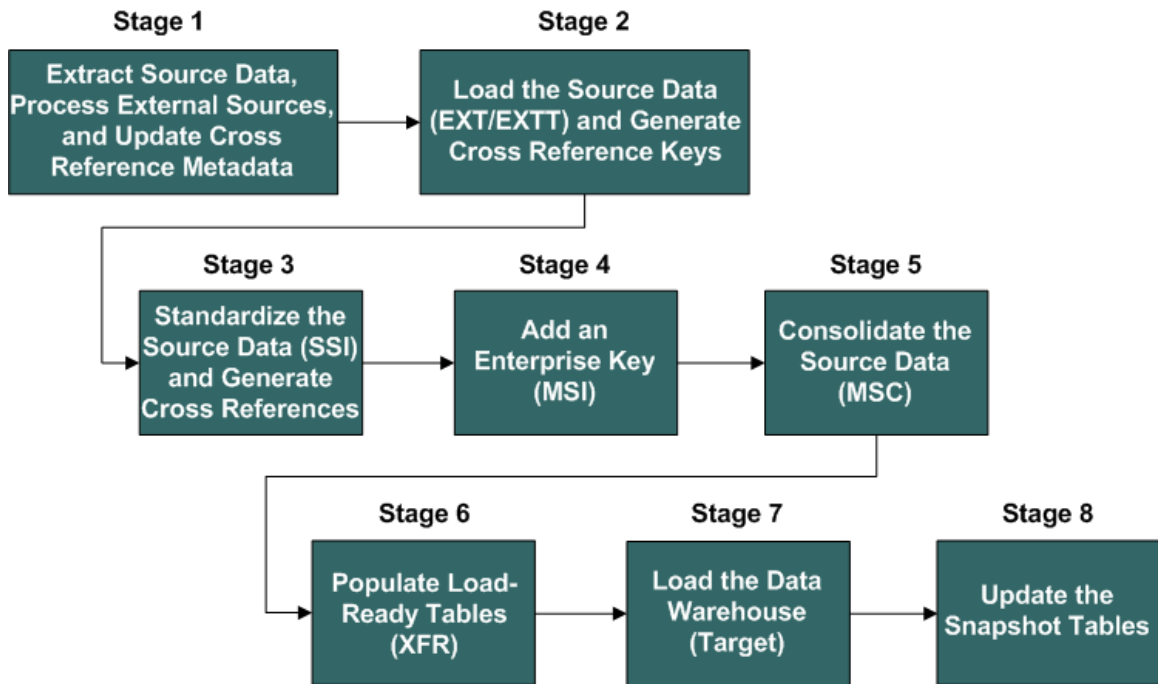 Stage 1
Extract Source Data,
Process External Sources,
and Update Cross
Reference Metadata
Stage 2
Load the Source Data
(EXT/EXTT) and Generate
Cross Reference Keys
Stage 3
Standardize the
Source Data (SSI)
and Generate
Cross References
Stage 4
Add an
Enterprise Key
(MSI)
Stage 5
Consolidate the
Source Data
(MSC)
Stage 6
Populate Load-
Ready Tables
(XFR)
Stage 7
Load the Data
Warehouse
(Target)
Stage 8
Update the
Snapshot Tables